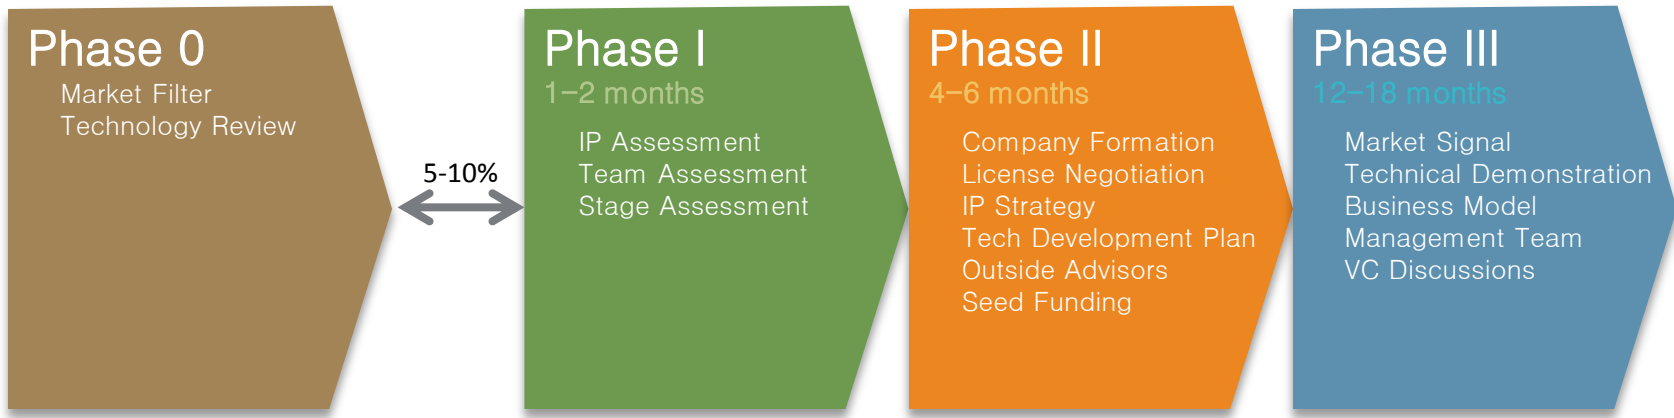 Phase 0
Market Filter
Technology Review
5-10%
Phase I
1-2 months
IP Assessment
Team Assessment
Stage Assessment
Phase II
4-6 months
Company Formation
License Negotiation
IP Strategy
Tech Development Plan
Outside Advisors
Seed Funding
Phase III
12-18 months
Market Signal
Technical Demonstration
Business Model
Management Team
VC Discussions